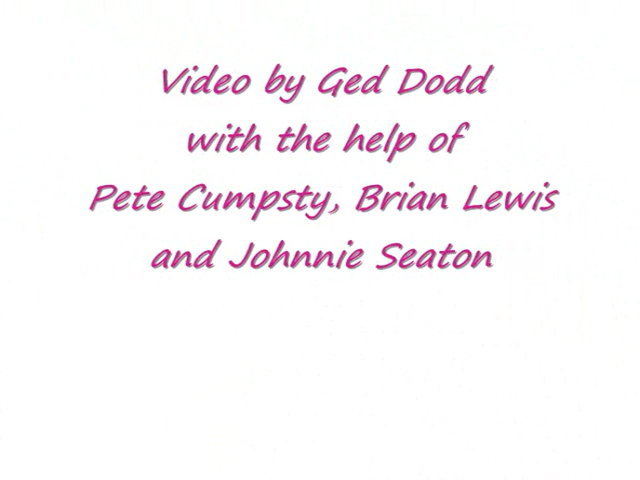 Video by Ged Dodd
with the help of
Pete Cumpsty, Brian Lewis
and Johnnie Seaton